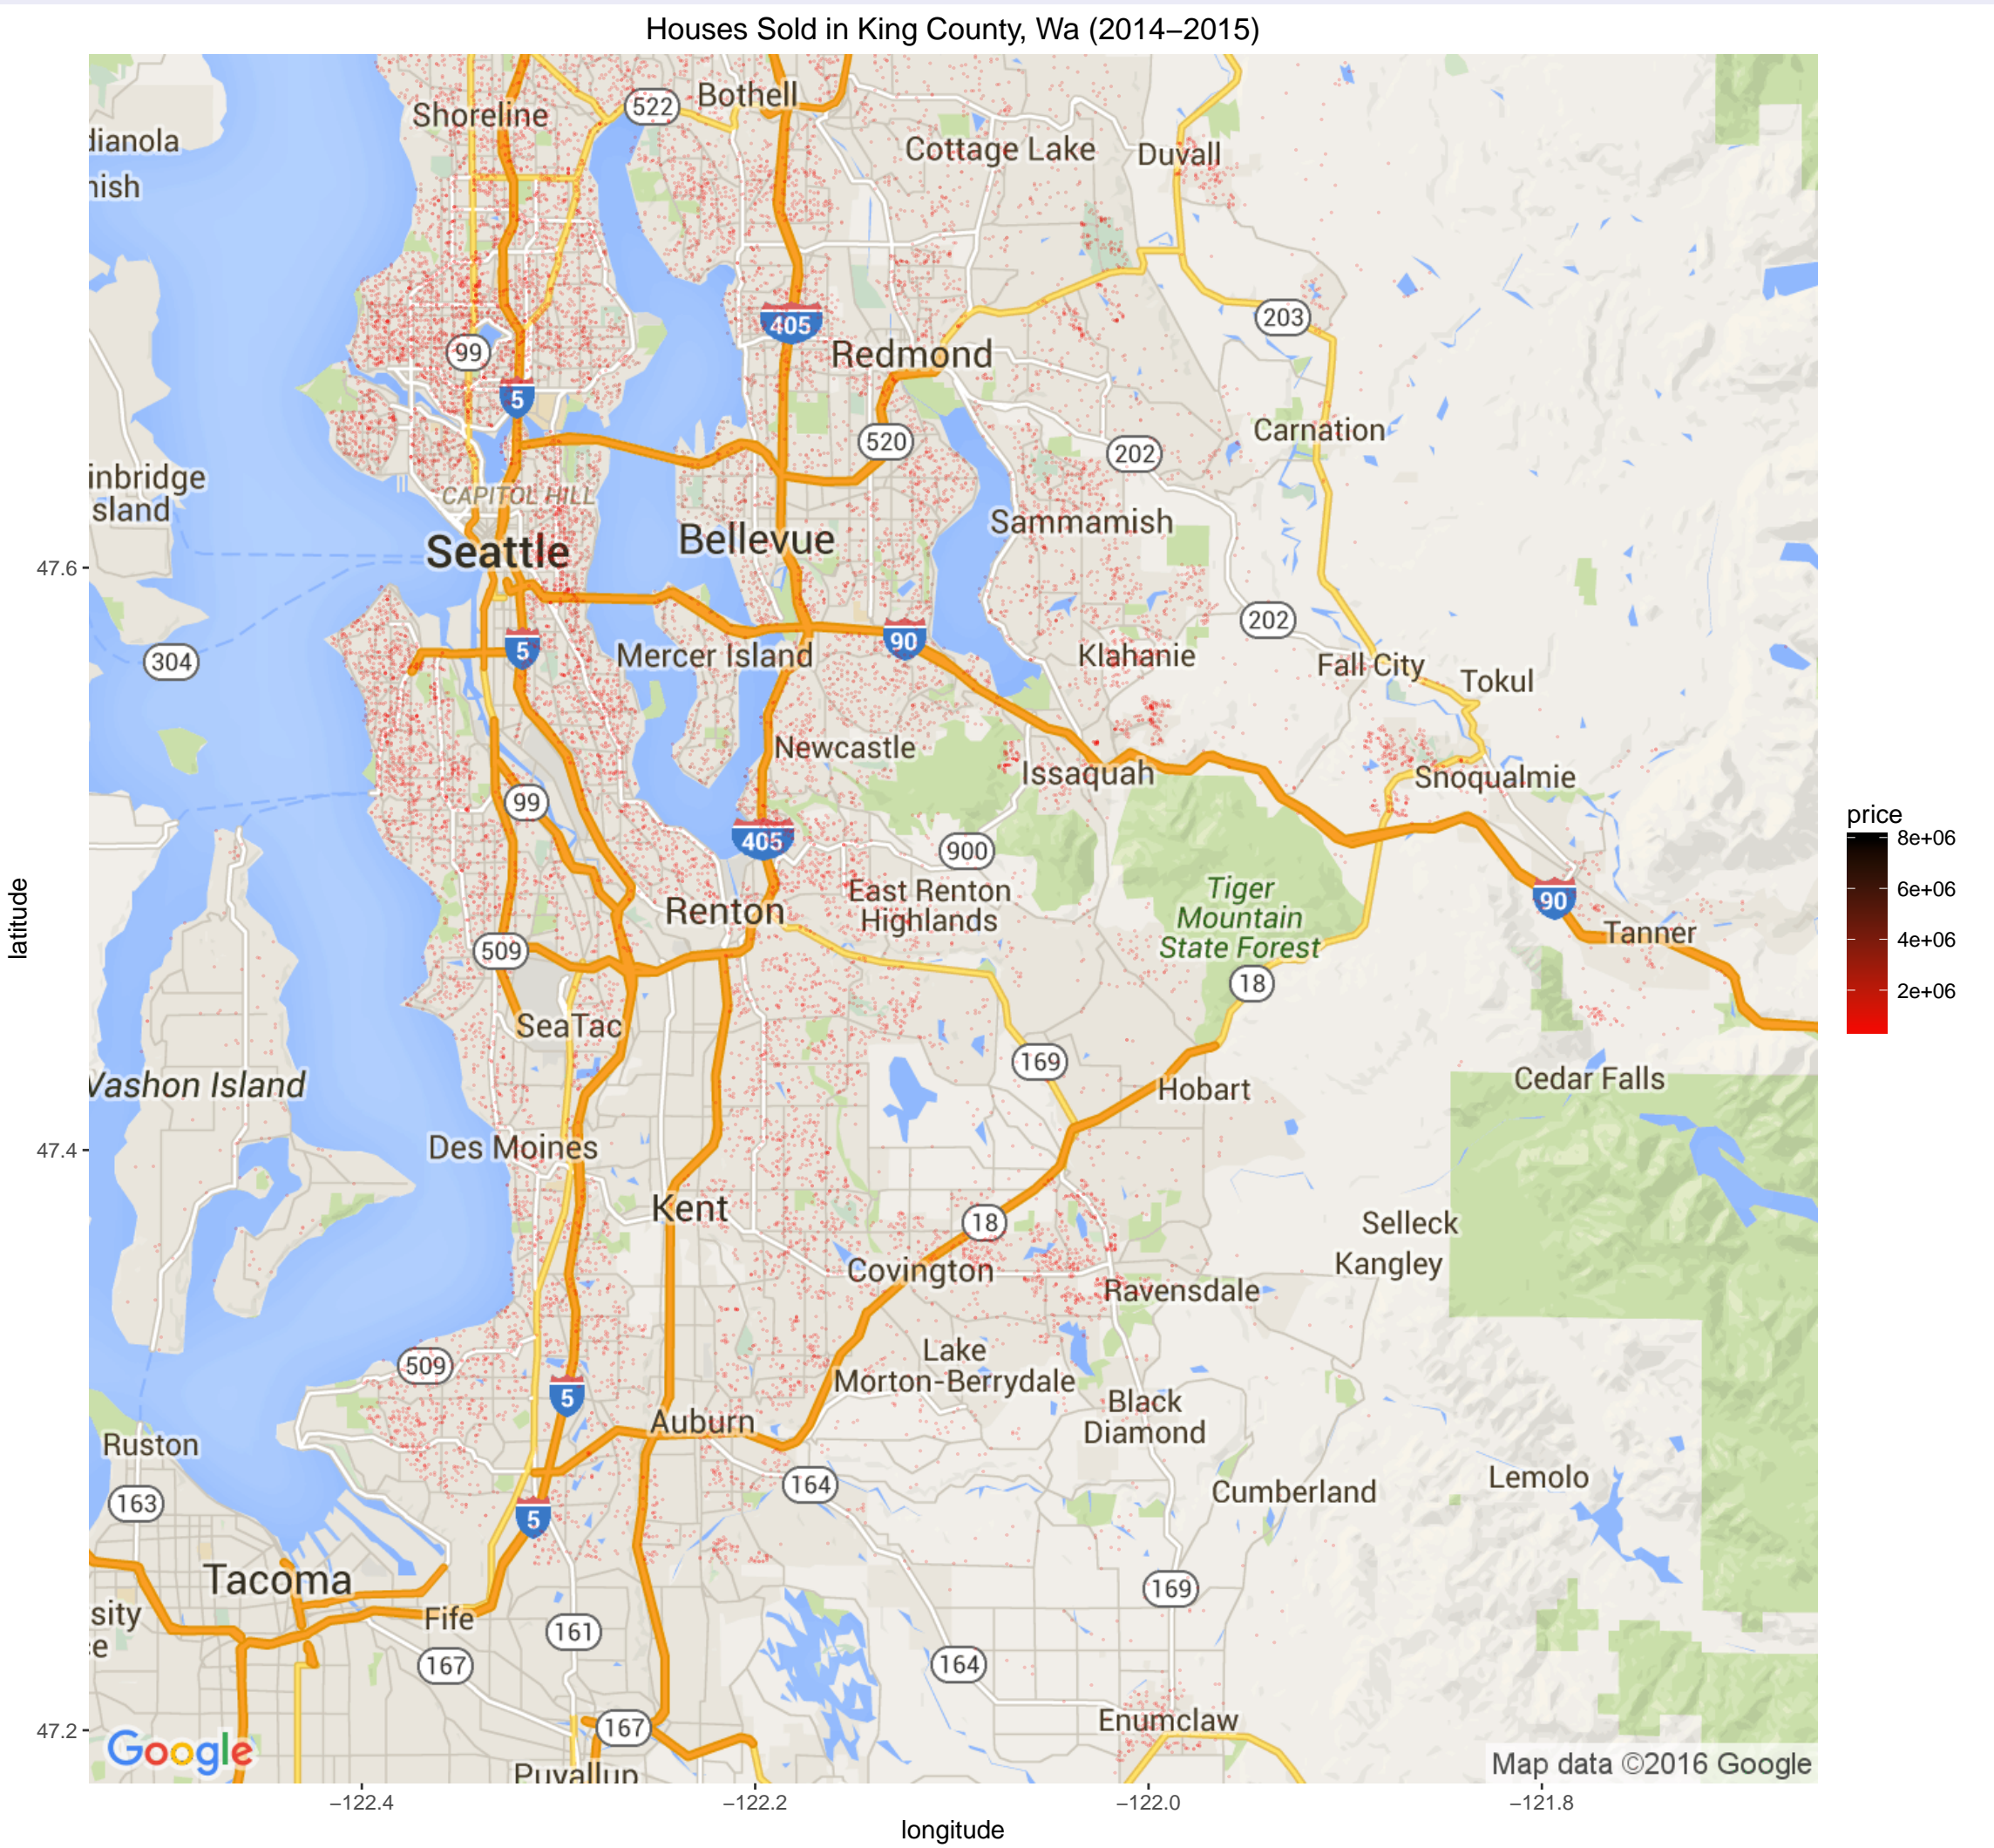 Houses Sold in King County, Wa (2014−2015)
Shoreline
522
Bothell
dianola
Cottage Lake
Duvall
nish
405
203
99
Redmond
5
Carnation
520
202
inbridge
sland
CAPITOL HILL
Sammamish
Seattle
Bellevue
47.6
202
304
5
Mercer Island
90
Klahanie
Fall City
Tokul
Newcastle
Issaquah
Snoqualmie
99
405
900
price
8e+06
6e+06
4e+06
2e+06
East Renton
Highlands
Tiger
Mountain
State Forest
90
Renton
latitude
Tanner
509
18
SeaTac
169
Vashon Island
Hobart
Cedar Falls
47.4
Des Moines
Kent
18
Selleck
Kangley
Covington
Ravensdale
509
Lake
Morton-Berrydale
5
Black
Diamond
Auburn
Ruston
164
Lemolo
163
Cumberland
5
Tacoma
169
sity
e
Fife
161
167
164
47.2
167
Enumclaw
Google
Puyallup
Map data ©2016 Google
−122.4
−122.2
−122.0
−121.8
longitude